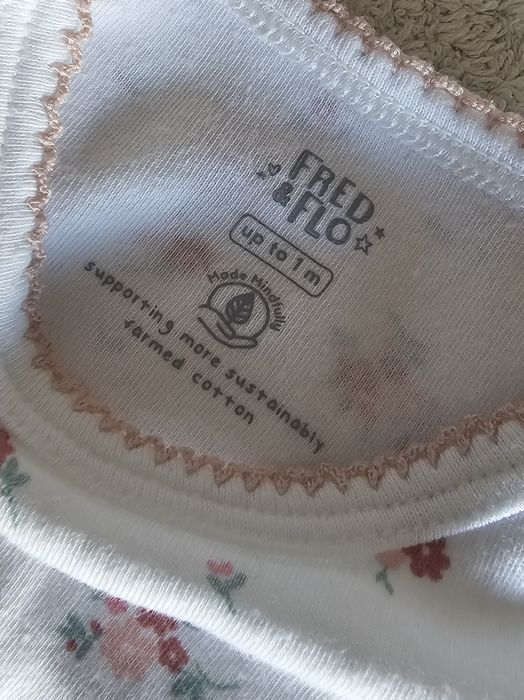 FRED
& FLO
up to 1 m
Made Mindfully
supporting more sustainably
farmed cotton